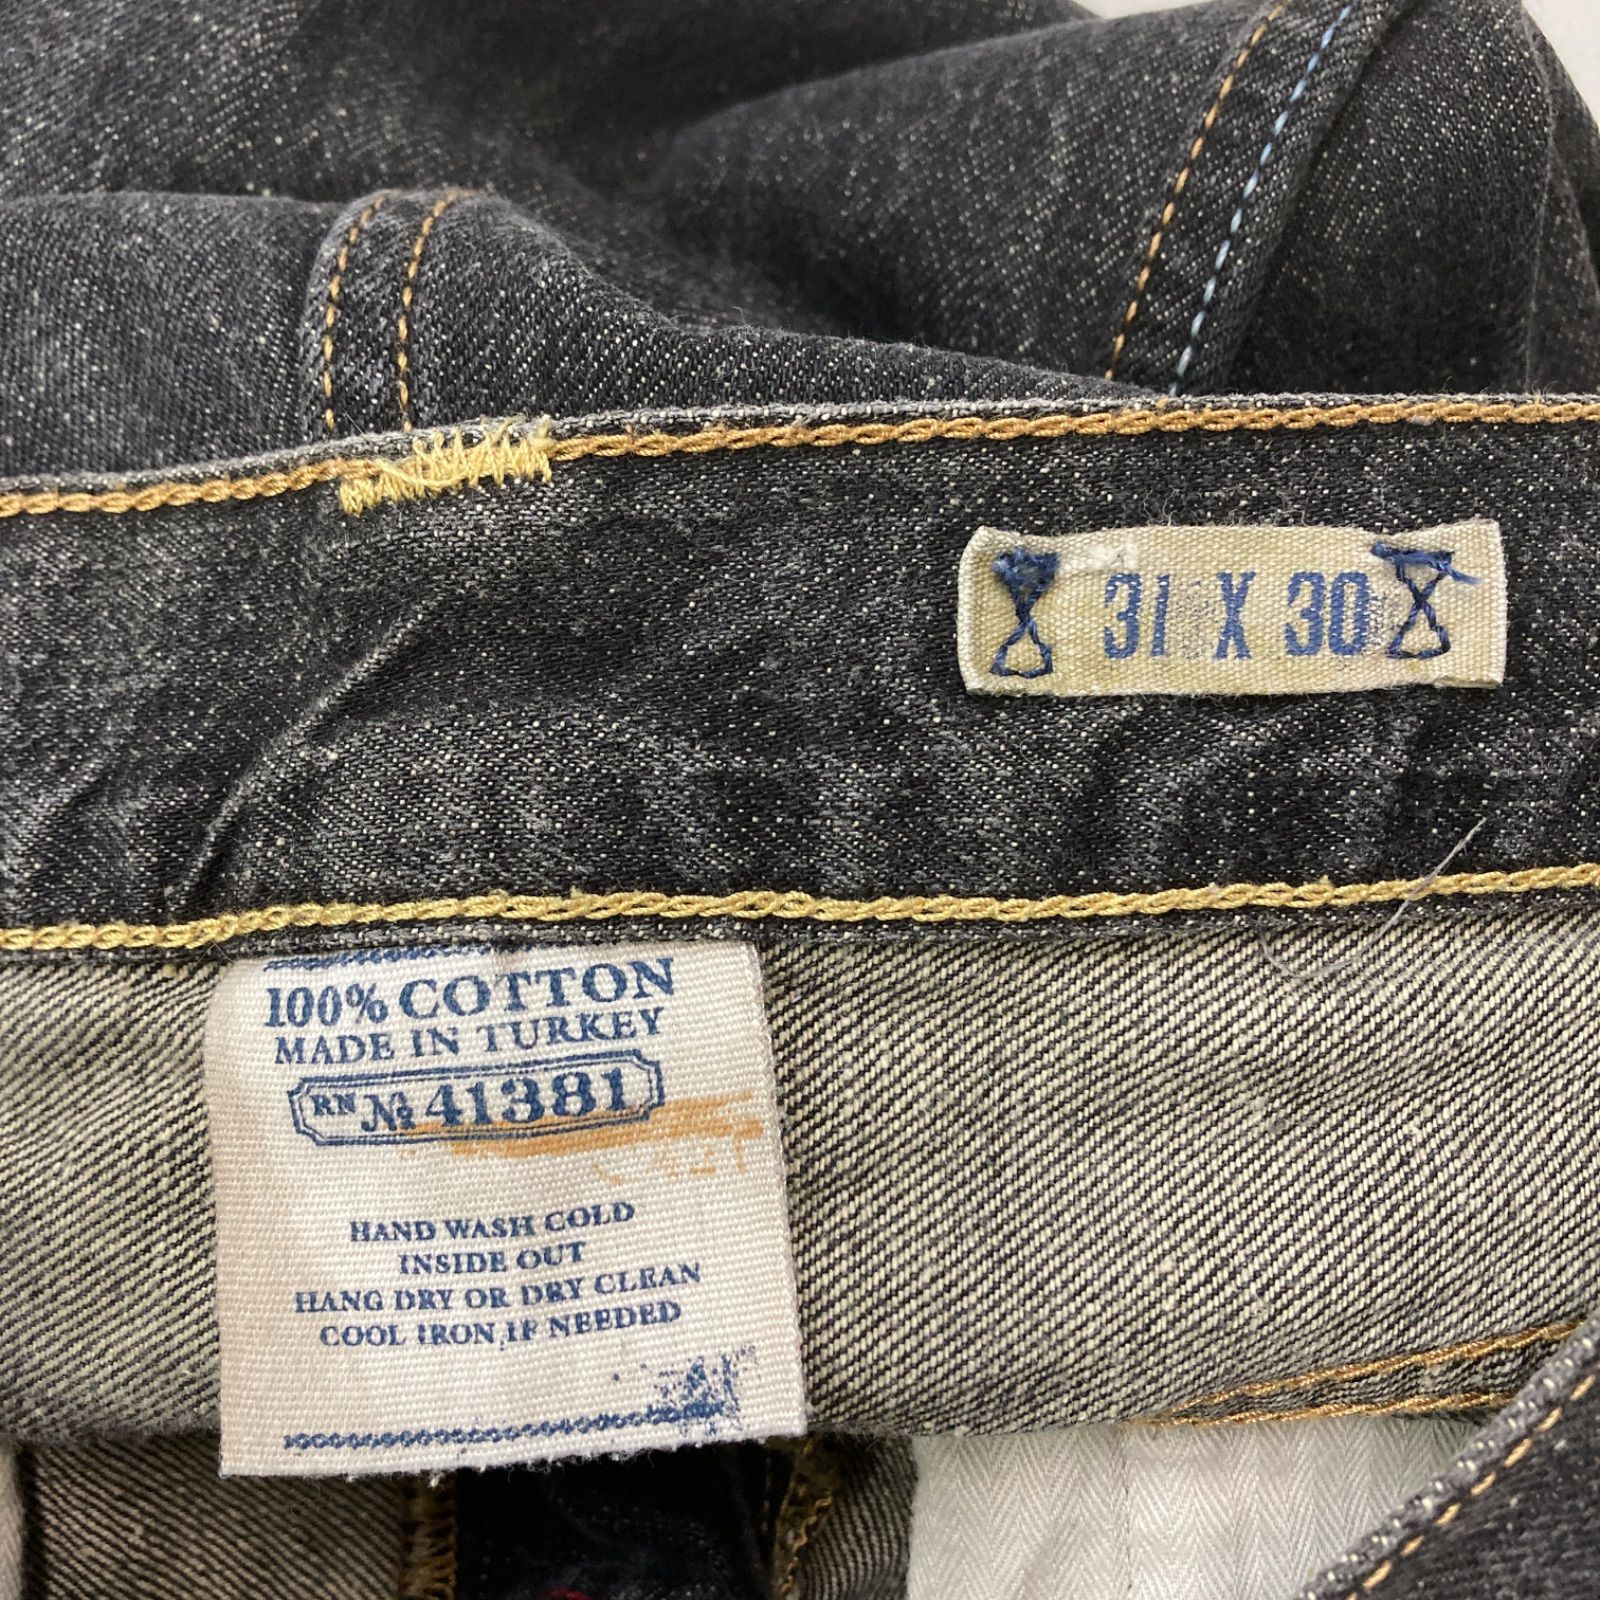 31 X 30
100% COTTON
MADE IN TURKEY
RN № 41381
HAND WASH COLD
INSIDE OUT
HANG DRY OR DRY CLEAN
COOL IRON IF NEEDED